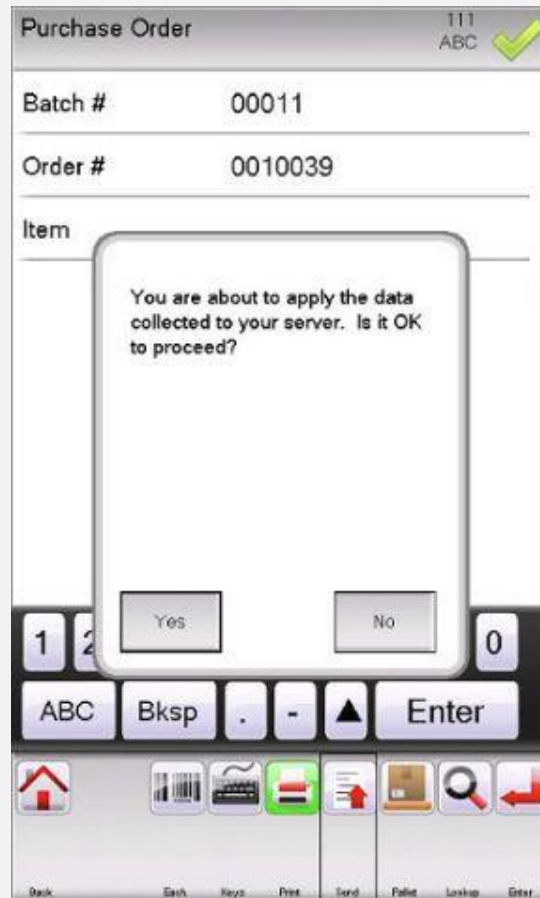 Purchase Order
111
ABC
Batch # 00011
Order # 0010039
Item
You are about to apply the data
collected to your server. Is it OK
to proceed?
Yes No
1 2 0
ABC Bksp . - ▲ Enter
Back Each Keys Print Send Pallet Lookup Enter